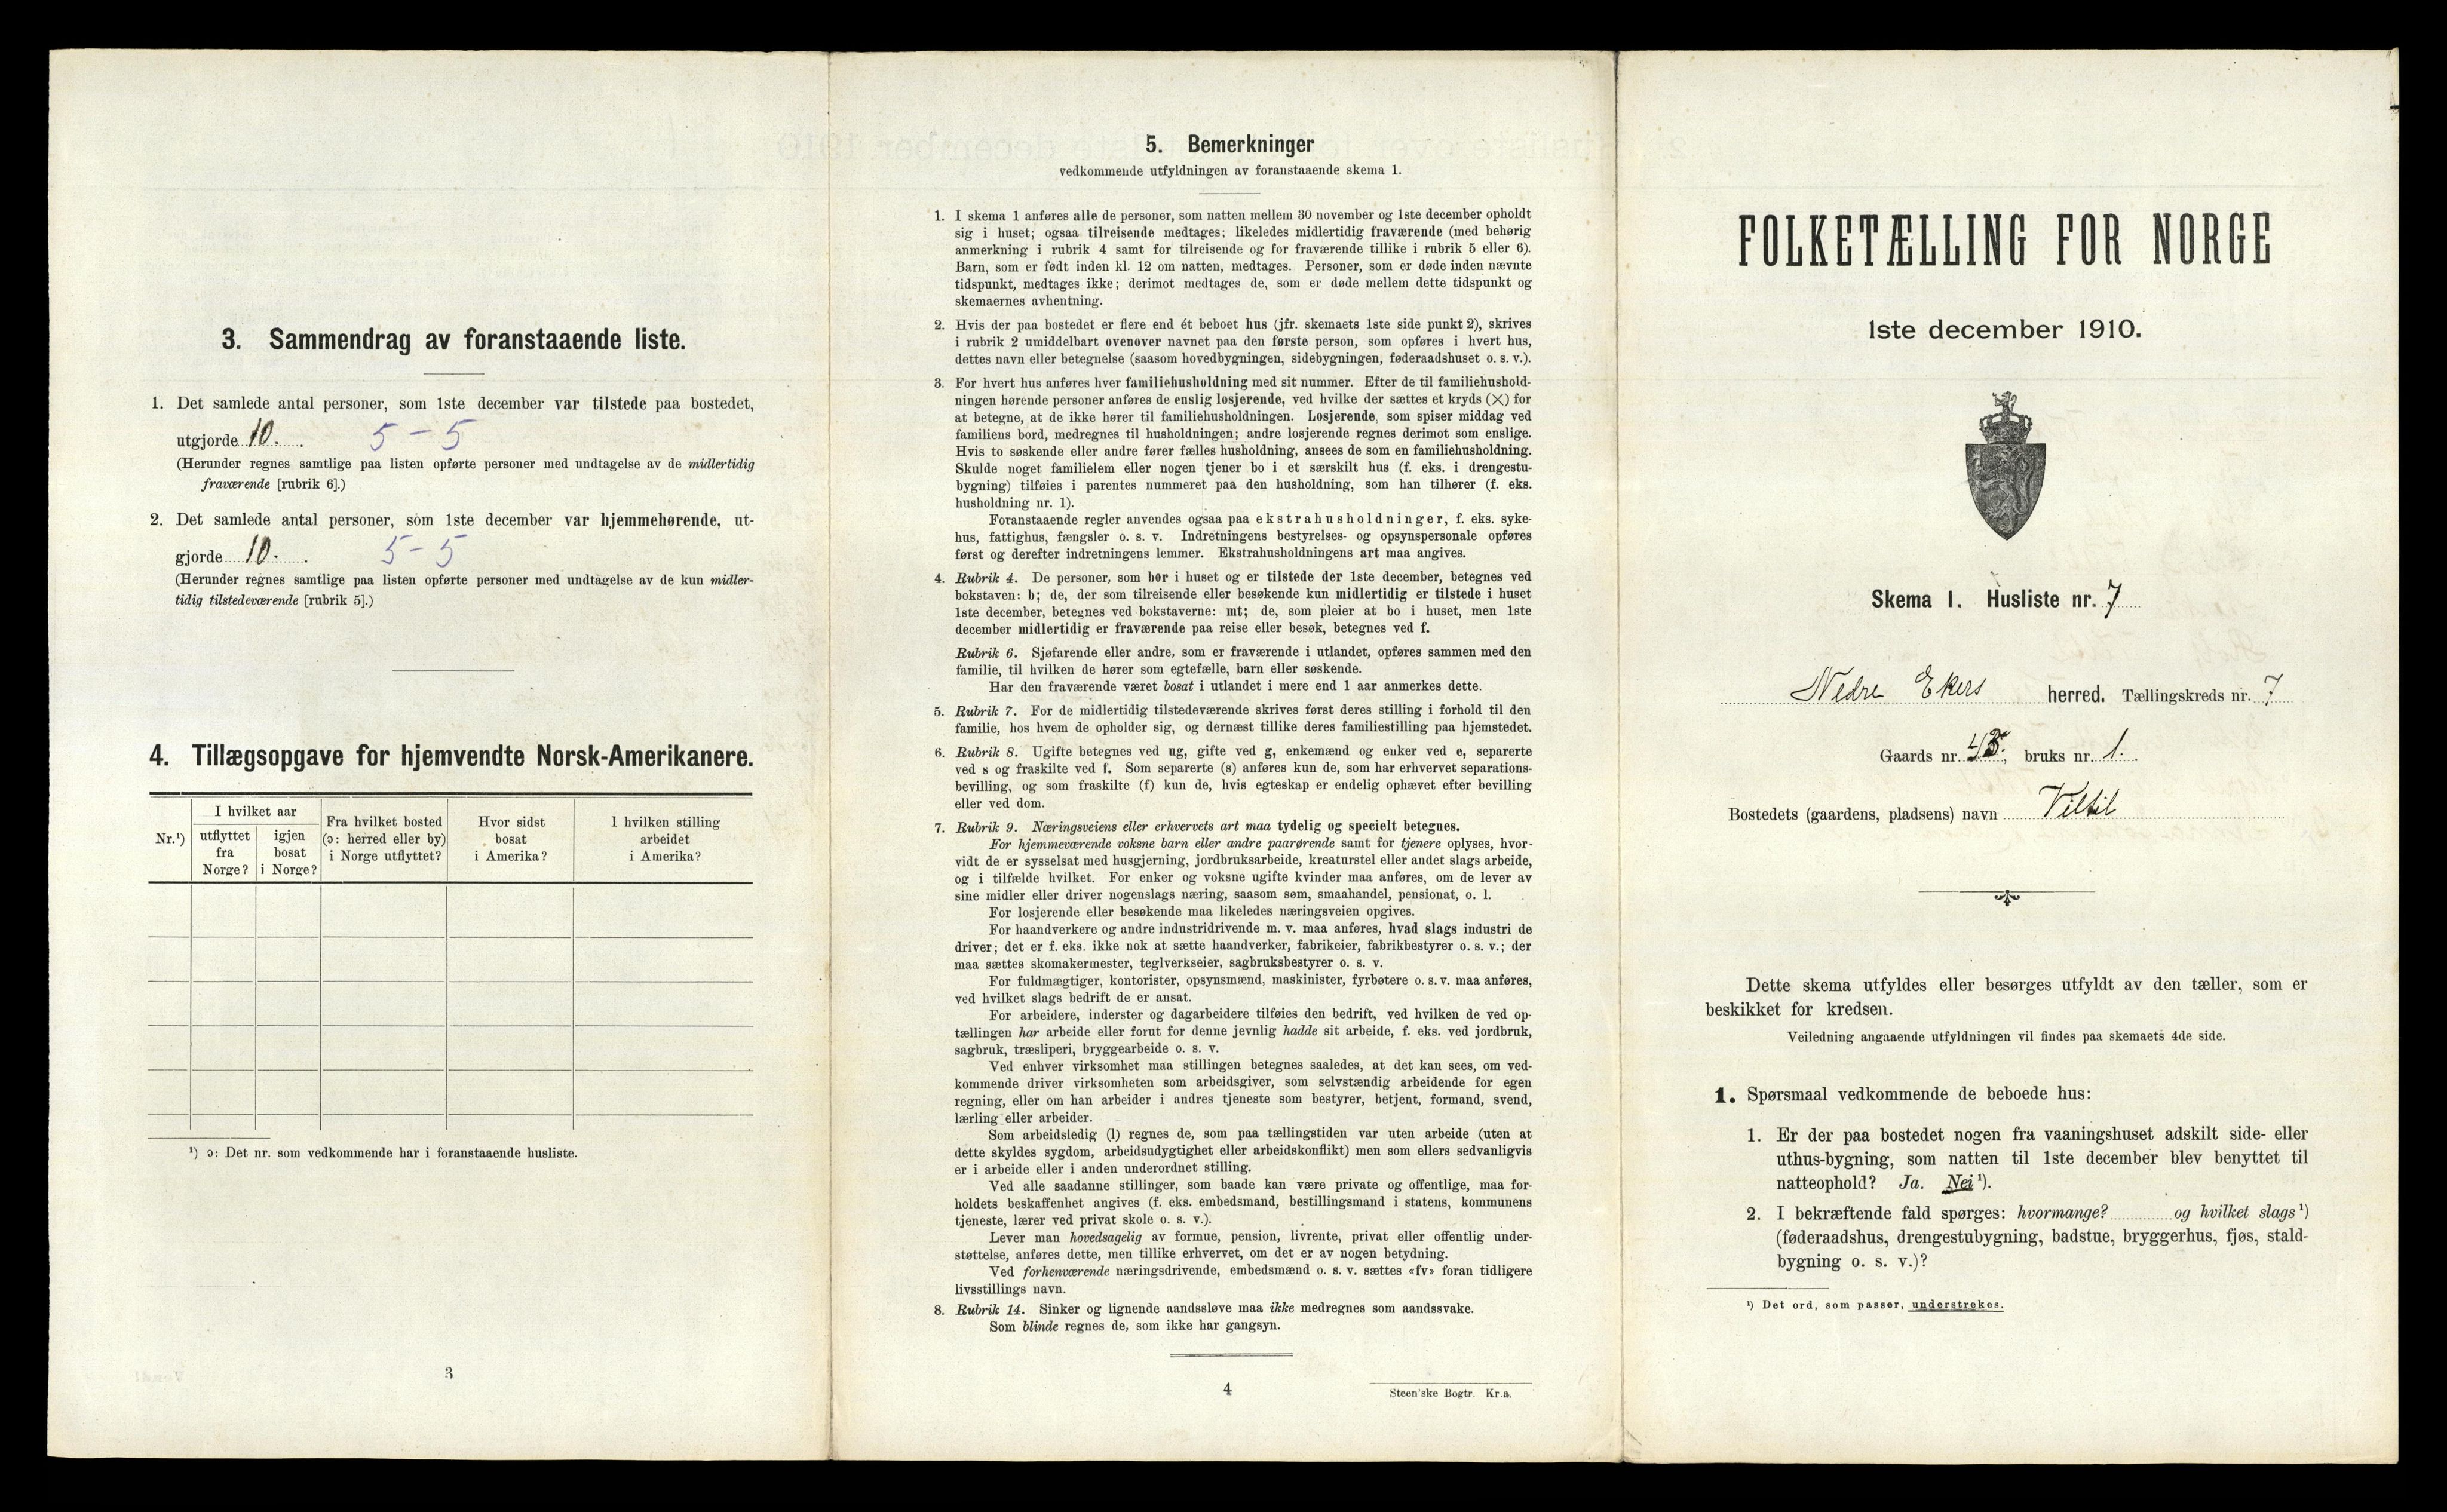 3. Sammendrag av foranstaaende liste.
1. Det samlede antal personer, som 1ste december var tilstede paa bostedet,
utgjorde 10. 5 - 5
(Herunder regnes samtlige paa listen opførte personer med undtagelse av de midlertidig
fraværende [rubrik 6].)
2. Det samlede antal personer, som 1ste december var hjemmehørende, ut-
gjorde 10. 5 - 5
(Herunder regnes samtlige paa listen opførte personer med undtagelse av de kun midler-
tidig tilstedeværende [rubrik 5].)
4. Tillægsopgave for hjemvendte Norsk-Amerikanere.
Nr.¹)
I hvilket aar
utflyttet
fra
Norge?
igjen
bosat
i Norge?
Fra hvilket bosted
(ɔ: herred eller by)
i Norge utflyttet?
Hvor sidst
bosat
i Amerika?
I hvilken stilling
arbeidet
i Amerika?
¹) ɔ: Det nr. som vedkommende har i foranstaaende husliste.
3
5. Bemerkninger
vedkommende utfyldningen av foranstaaende skema 1.
1. I skema 1 anføres alle de personer, som natten mellem 30 november og 1ste december opholdt
sig i huset; ogsaa tilreisende medtages; likeledes midlertidig fraværende (med behørig
anmerkning i rubrik 4 samt for tilreisende og for fraværende tillike i rubrik 5 eller 6).
Barn, som er født inden kl. 12 om natten, medtages. Personer, som er døde inden nævnte
tidspunkt, medtages ikke; derimot medtages de, som er døde mellem dette tidspunkt og
skemaernes avhentning.
2. Hvis der paa bostedet er flere end ét beboet hus (jfr. skemaets 1ste side punkt 2), skrives
i rubrik 2 umiddelbart ovenover navnet paa den første person, som opføres i hvert hus,
dettes navn eller betegnelse (saasom hovedbygningen, sidebygningen, føderaadshuset o. s. v.).
3. For hvert hus anføres hver familiehusholdning med sit nummer. Efter de til familiehushold-
ningen hørende personer anføres de enslig losjerende, ved hvilke der sættes et kryds (×) for
at betegne, at de ikke hører til familiehusholdningen. Losjerende, som spiser middag ved
familiens bord, medregnes til husholdningen; andre losjerende regnes derimot som enslige.
Hvis to søskende eller andre fører fælles husholdning, ansees de som en familiehusholdning.
Skulde noget familielem eller nogen tjener bo i et særskilt hus (f. eks. i drengestu-
bygning) tilføies i parentes nummeret paa den husholdning, som han tilhører (f. eks.
husholdning nr. 1).
Foranstaaende regler anvendes ogsaa paa ekstrahusholdninger, f. eks. syke-
hus, fattighus, fængsler o. s. v. Indretningens bestyrelses- og opsynspersonale opføres
først og derefter indretningens lemmer. Ekstrahusholdningens art maa angives.
4. Rubrik 4. De personer, som bor i huset og er tilstede der 1ste december, betegnes ved
bokstaven: b; de, der som tilreisende eller besøkende kun midlertidig er tilstede i huset
1ste december, betegnes ved bokstaverne: mt; de, som pleier at bo i huset, men 1ste
december midlertidig er fraværende paa reise eller besøk, betegnes ved f.
Rubrik 6. Sjøfarende eller andre, som er fraværende i utlandet, opføres sammen med den
familie, til hvilken de hører som egtefælle, barn eller søskende.
Har den fraværende været bosat i utlandet i mere end 1 aar anmerkes dette.
5. Rubrik 7. For de midlertidig tilstedeværende skrives først deres stilling i forhold til den
familie, hos hvem de opholder sig, og dernæst tillike deres familiestilling paa hjemstedet.
6. Rubrik 8. Ugifte betegnes ved ug, gifte ved g, enkemænd og enker ved e, separerte
ved s og fraskilte ved f. Som separerte (s) anføres kun de, som har erhvervet separations-
bevilling, og som fraskilte (f) kun de, hvis egteskap er endelig ophævet efter bevilling
eller ved dom.
7. Rubrik 9. Næringsveiens eller erhvervets art maa tydelig og specielt betegnes.
For hjemmeværende voksne barn eller andre paarørende samt for tjenere oplyses, hvor-
vidt de er sysselsat med husgjerning, jordbruksarbeide, kreaturstel eller andet slags arbeide,
og i tilfælde hvilket. For enker og voksne ugifte kvinder maa anføres, om de lever av
sine midler eller driver nogenslags næring, saasom søm, smaahandel, pensionat, o. l.
For losjerende eller besøkende maa likeledes næringsveien opgives.
For haandverkere og andre industridrivende m. v. maa anføres, hvad slags industri de
driver; det er f. eks. ikke nok at sætte haandverker, fabrikeier, fabrikbestyrer o. s. v.; der
maa sættes skomakermester, teglverkseier, sagbruksbestyrer o. s. v.
For fuldmægtiger, kontorister, opsynsmænd, maskinister, fyrbøtere o. s. v. maa anføres,
ved hvilket slags bedrift de er ansat.
For arbeidere, inderster og dagarbeidere tilføies den bedrift, ved hvilken de ved op-
tællingen har arbeide eller forut for denne jevnlig hadde sit arbeide, f. eks. ved jordbruk,
sagbruk, træsliperi, bryggearbeide o. s. v.
Ved enhver virksomhet maa stillingen betegnes saaledes, at det kan sees, om ved-
kommende driver virksomheten som arbeidsgiver, som selvstændig arbeidende for egen
regning, eller om han arbeider i andres tjeneste som bestyrer, betjent, formand, svend,
lærling eller arbeider.
Som arbeidsledig (l) regnes de, som paa tællingstiden var uten arbeide (uten at
dette skyldes sygdom, arbeidsudygtighet eller arbeidskonflikt) men som ellers sedvanligvis
er i arbeide eller i anden underordnet stilling.
Ved alle saadanne stillinger, som baade kan være private og offentlige, maa for-
holdets beskaffenhet angives (f. eks. embedsmand, bestillingsmand i statens, kommunens
tjeneste, lærer ved privat skole o. s. v.).
Lever man hovedsagelig av formue, pension, livrente, privat eller offentlig under-
støttelse, anføres dette, men tillike erhvervet, om det er av nogen betydning.
Ved forhenværende næringsdrivende, embedsmænd o. s. v. sættes «fv» foran tidligere
livsstillings navn.
8. Rubrik 14. Sinker og lignende aandssløve maa ikke medregnes som aandssvake.
Som blinde regnes de, som ikke har gangsyn.
4
Steen'ske Bogtr. Kr.a.
FOLKETÆLLING FOR NORGE
1ste december 1910.
Skema 1. Husliste nr. 7
Nedre Ekers herred. Tællingskreds nr. 7
Gaards nr. 43, bruks nr. 1.
Bostedets (gaardens, pladsens) navn Viltil
Dette skema utfyldes eller besørges utfyldt av den tæller, som er
beskikket for kredsen.
Veiledning angaaende utfyldningen vil findes paa skemaets 4de side.
1. Spørsmaal vedkommende de beboede hus:
1. Er der paa bostedet nogen fra vaaningshuset adskilt side- eller
uthus-bygning, som natten til 1ste december blev benyttet til
natteophold? Ja. Nei ¹).
2. I bekræftende fald spørges: hvormange? og hvilket slags ¹)
(føderaadshus, drengestubygning, badstue, bryggerhus, fjøs, stald-
bygning o. s. v.)?
¹) Det ord, som passer, understrekes.